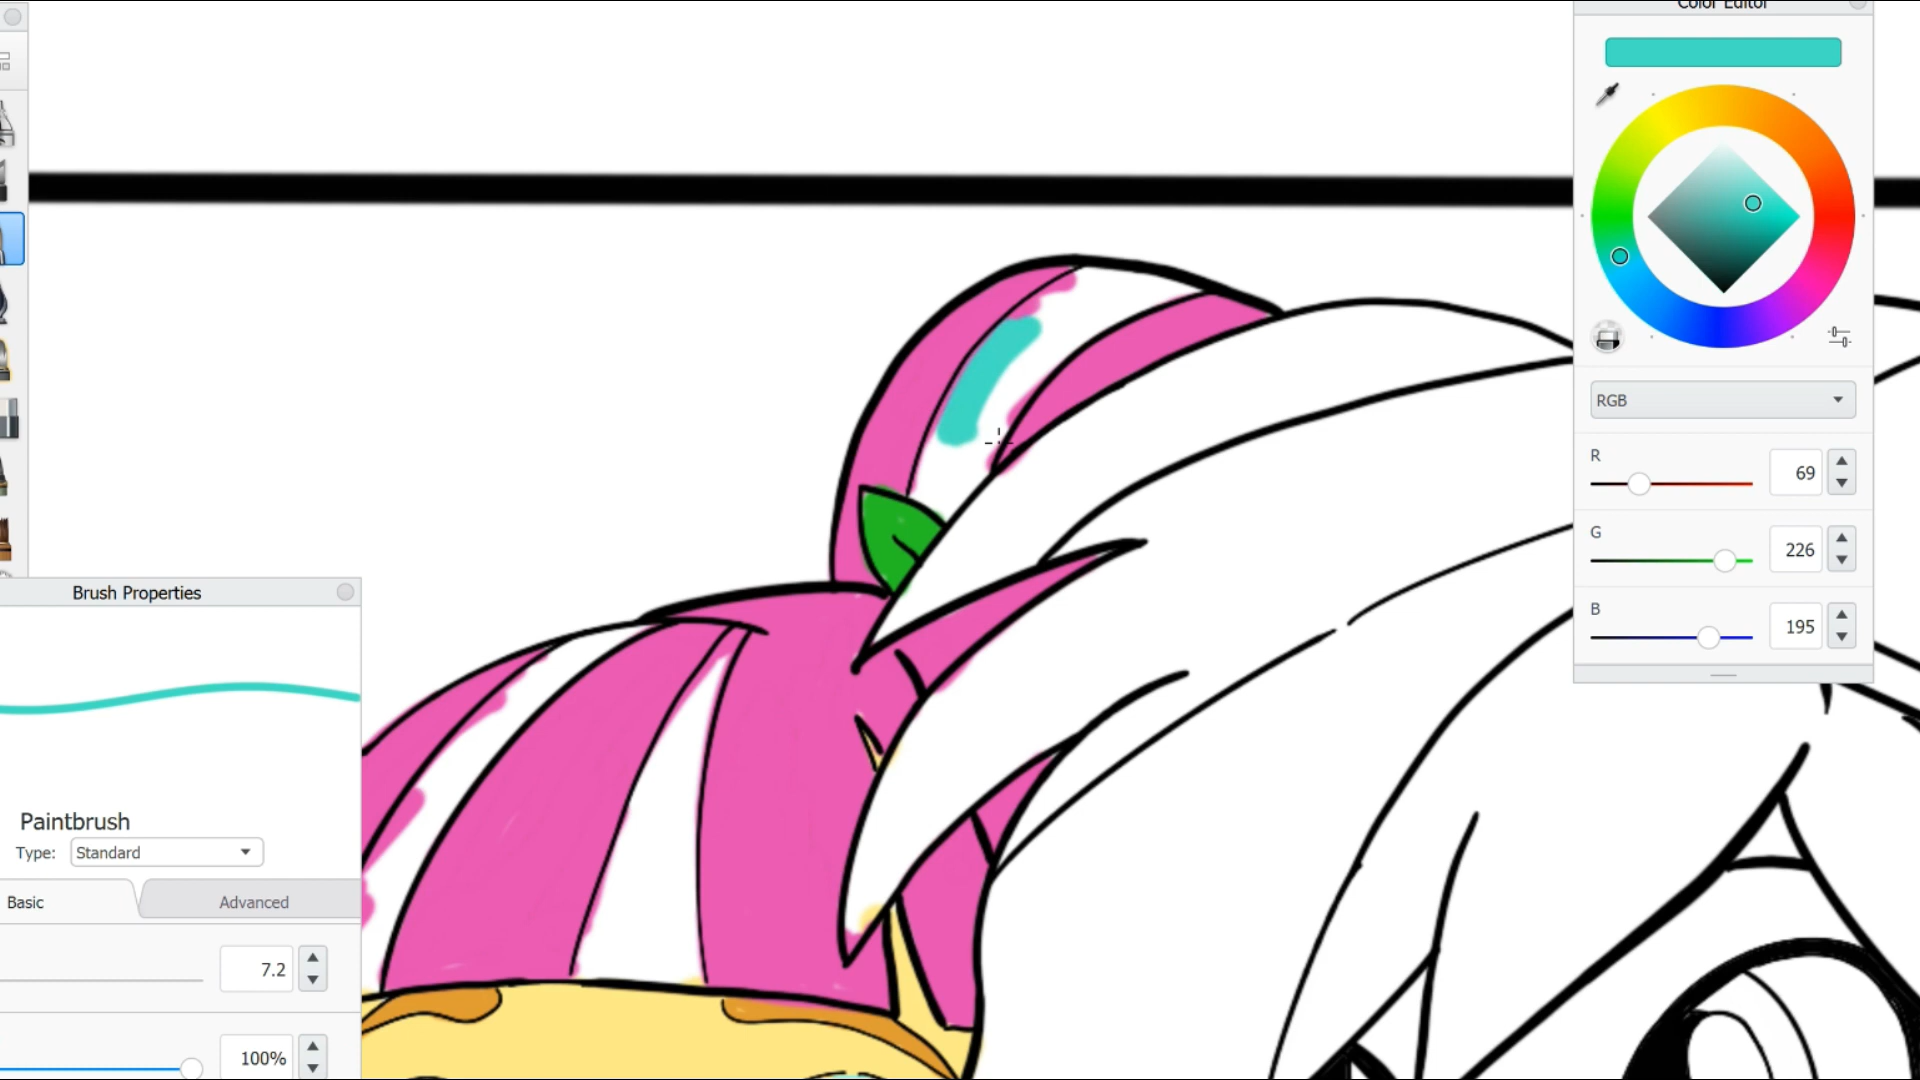 Color Editor
RGB
R
69
G
226
B
195
Brush Properties
Paintbrush
Type: Standard
Basic Advanced
7.2
100%